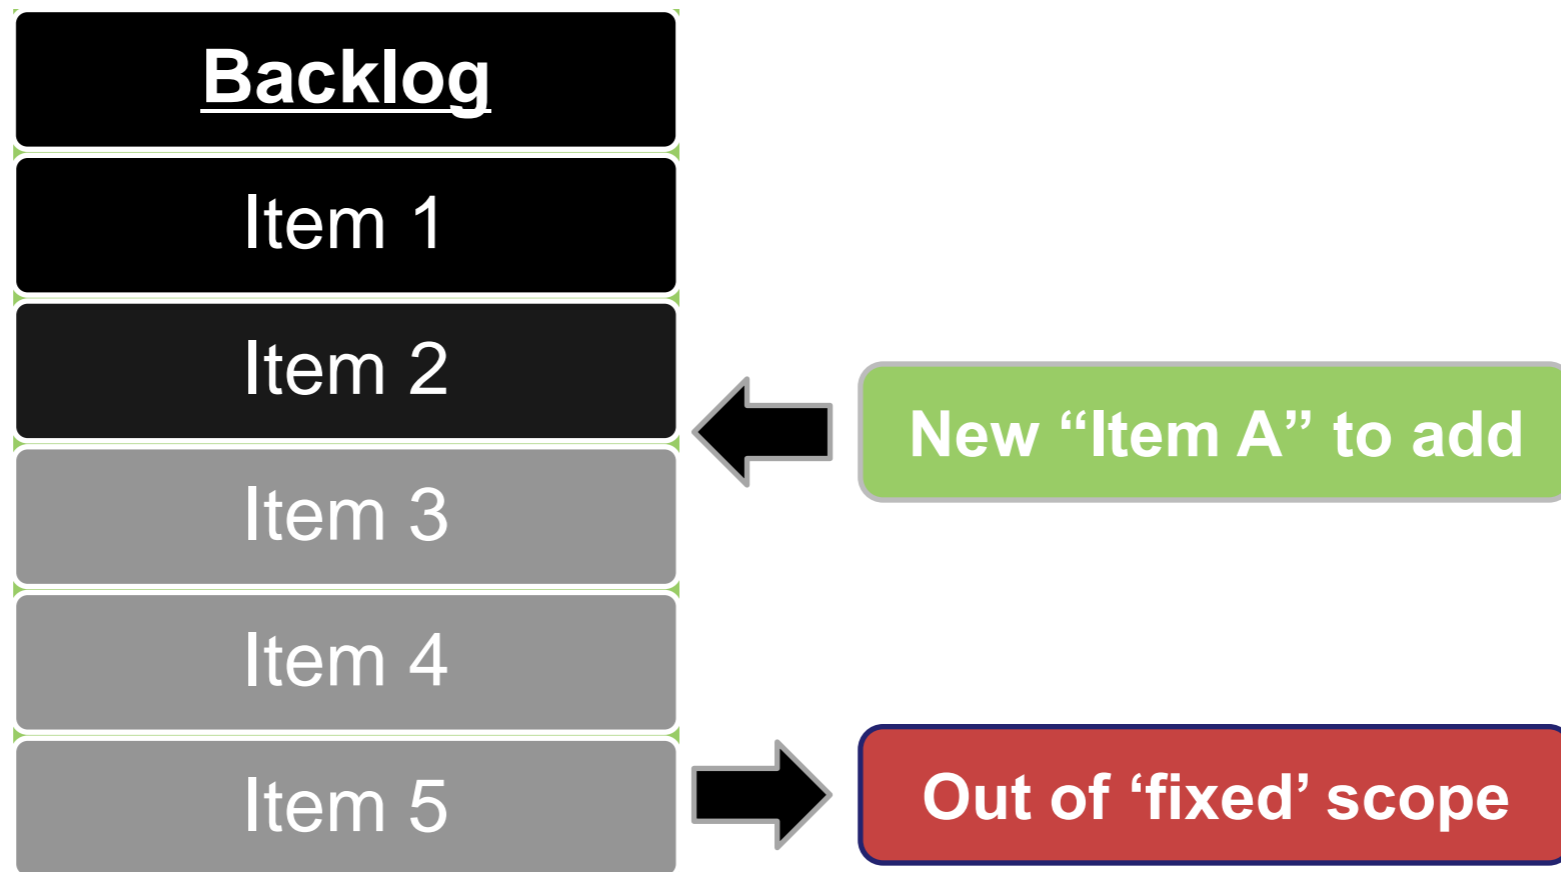 Backlog
Item 1
Item 2
Item 3
Item 4
Item 5
New “Item A” to add
Out of ‘fixed’ scope